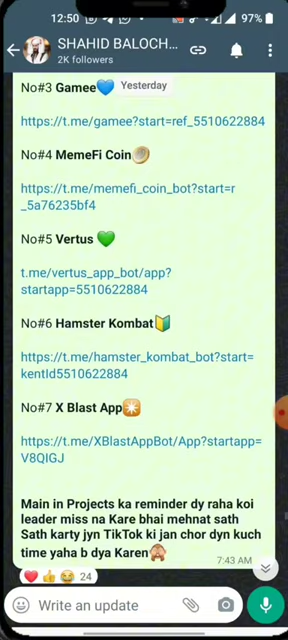 12:50
97%
SHAHID BALOCH...
2K followers
No#3 Gamee💙
Yesterday
https://t.me/gamee?start=ref_5510622884
No#4 MemeFi Coin🪙
https://t.me/memefi_coin_bot?start=r
_5a76235bf4
No#5 Vertus 💚
t.me/vertus_app_bot/app?
startapp=5510622884
No#6 Hamster Kombat🔰
https://t.me/hamster_kombat_bot?start=
kentId5510622884
No#7 X Blast App✴️
https://t.me/XBlastAppBot/App?startapp=
V8QIGJ
Main in Projects ka reminder dy raha koi
leader miss na Kare bhai mehnat sath
Sath karty jyn TikTok ki jan chor dyn kuch
time yaha b dya Karen🙈
7:43 AM
❤️👍😂 24
Write an update